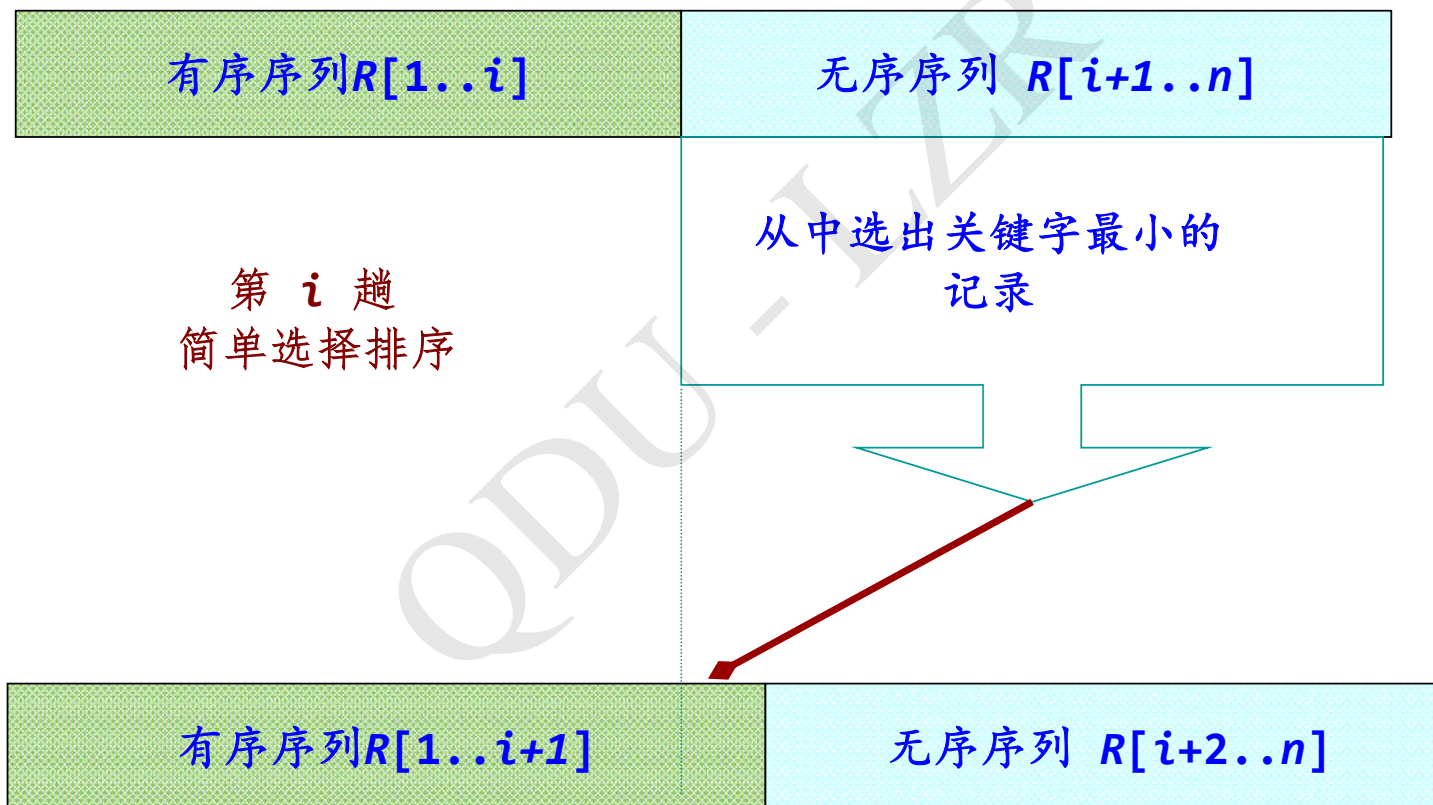 有序序列R[1..i]
无序序列 R[i+1..n]
从中选出关键字最小的
记录
第 i 趟
简单选择排序
QDU - LZR
有序序列R[1..i+1]
无序序列 R[i+2..n]